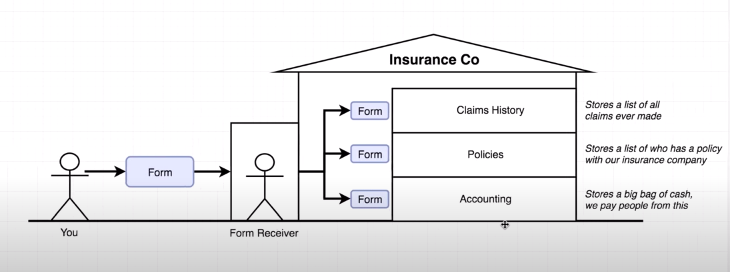 Insurance Co
Form
Claims History
Stores a list of all
claims ever made
Form
Form
Policies
Stores a list of who has a policy
with our insurance company
Form
Accounting
Stores a big bag of cash,
we pay people from this
You
Form Receiver